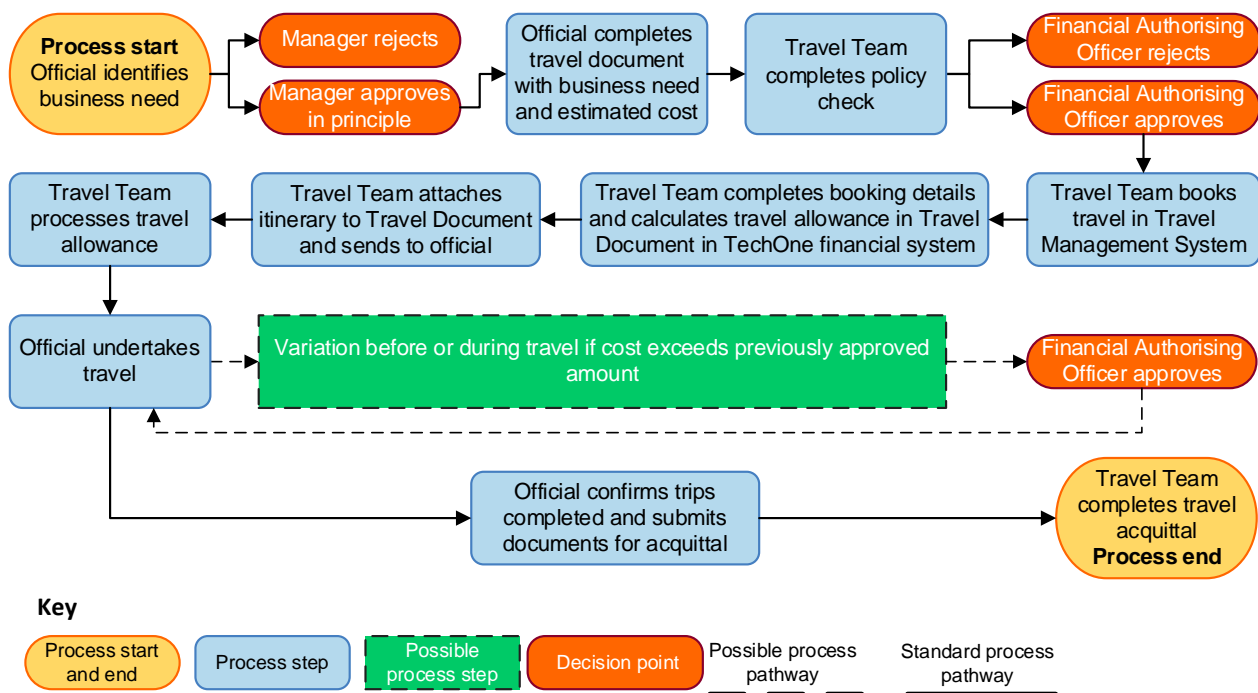 Process start
Official identifies
business need
Manager rejects
Manager approves
in principle
Official completes
travel document
with business need
and estimated cost
Travel Team
completes policy
check
Financial Authorising
Officer rejects
Financial Authorising
Officer approves
Travel Team
processes travel
allowance
Travel Team attaches
itinerary to Travel Document
and sends to official
Travel Team completes booking details
and calculates travel allowance in Travel
Document in TechOne financial system
Travel Team books
travel in Travel
Management System
Official undertakes
travel
Variation before or during travel if cost exceeds previously approved
amount
Financial Authorising
Officer approves
Official confirms trips
completed and submits
documents for acquittal
Travel Team
completes travel
acquittal
Process end
Key
Process start
and end
Process step
Possible
process step
Decision point
Possible process
pathway
Standard process
pathway